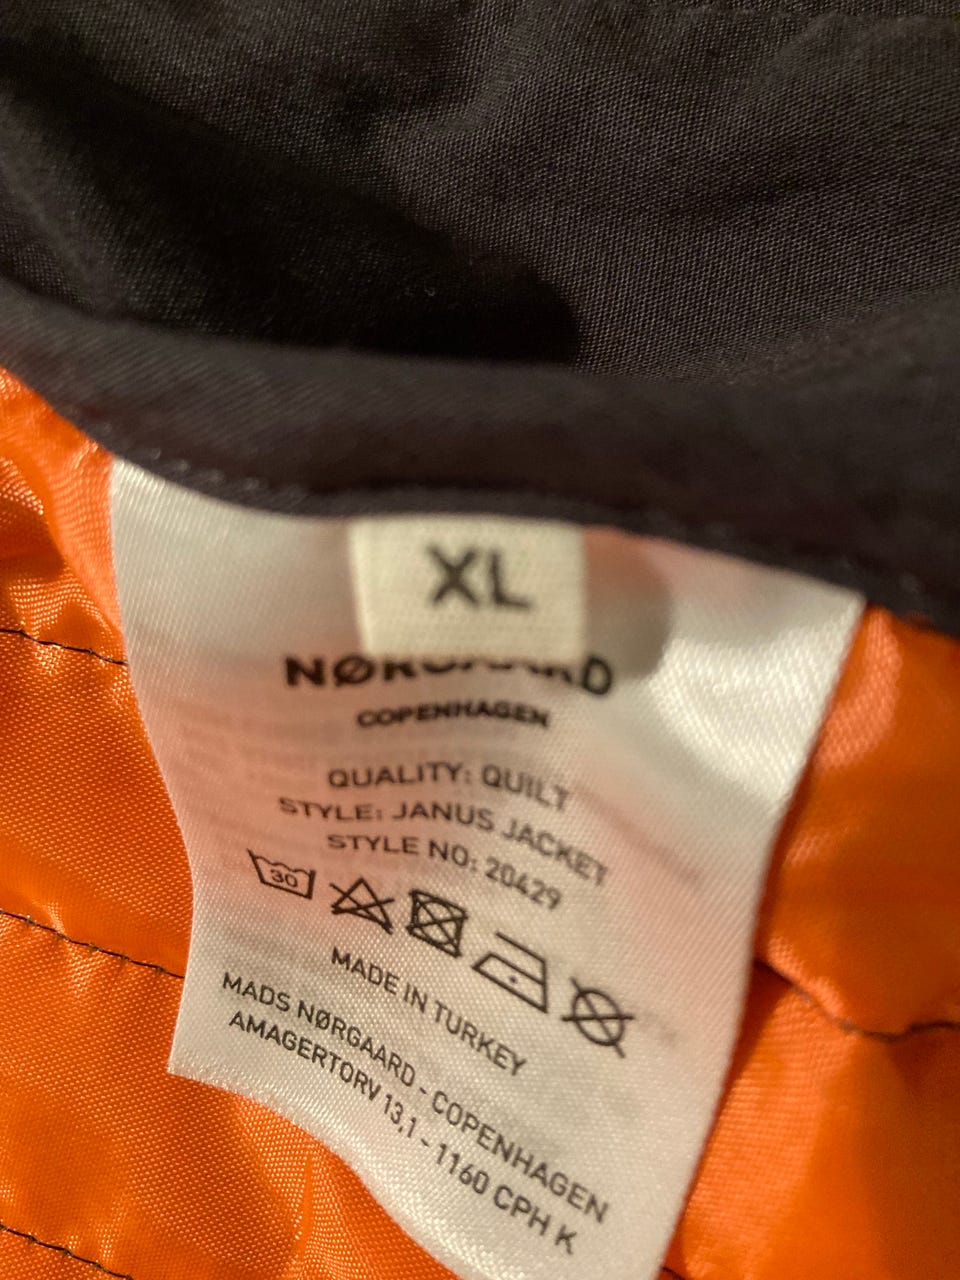 XL
NØRGAARD
COPENHAGEN
QUALITY: QUILT
STYLE: JANUS JACKET
STYLE NO: 20429
30
MADE IN TURKEY
MADS NØRGAARD - COPENHAGEN
AMAGERTORV 13,1 - 1160 CPH K